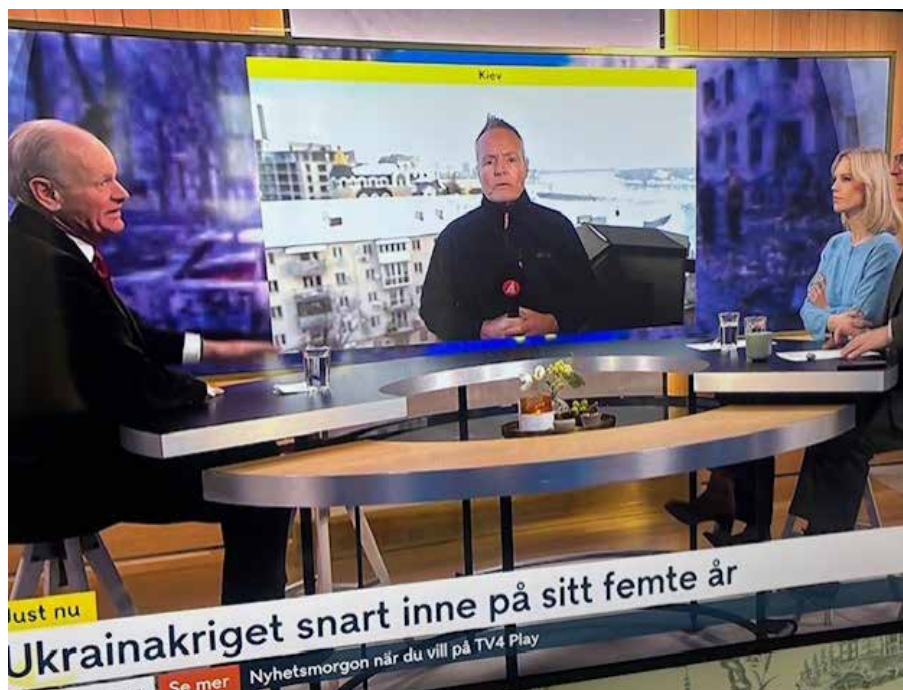 Kiev
Just nu
Ukrainakriget snart inne på sitt femte år
Se mer
Nyhetsmorgon när du vill på TV4 Play